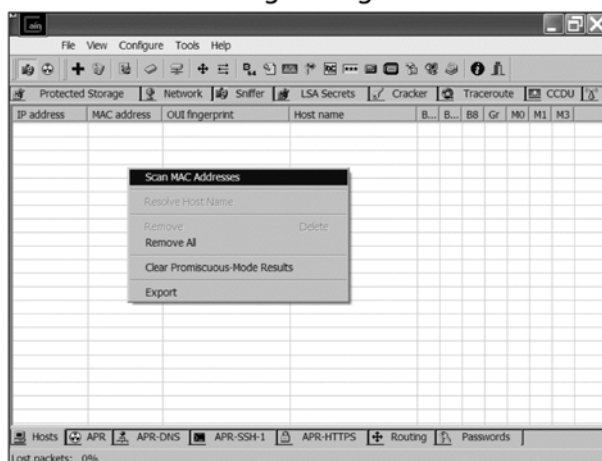 ain
File View Configure Tools Help
Protected Storage Network Sniffer LSA Secrets Cracker Traceroute CCDU
IP address MAC address OUI fingerprint Host name B... B... B8 Gr M0 M1 M3
Scan MAC Addresses
Resolve Host Name
Remove Delete
Remove All
Clear Promiscuous-Mode Results
Export
Hosts APR APR-DNS APR-SSH-1 APR-HTTPS Routing Passwords
Lost packets: 0%